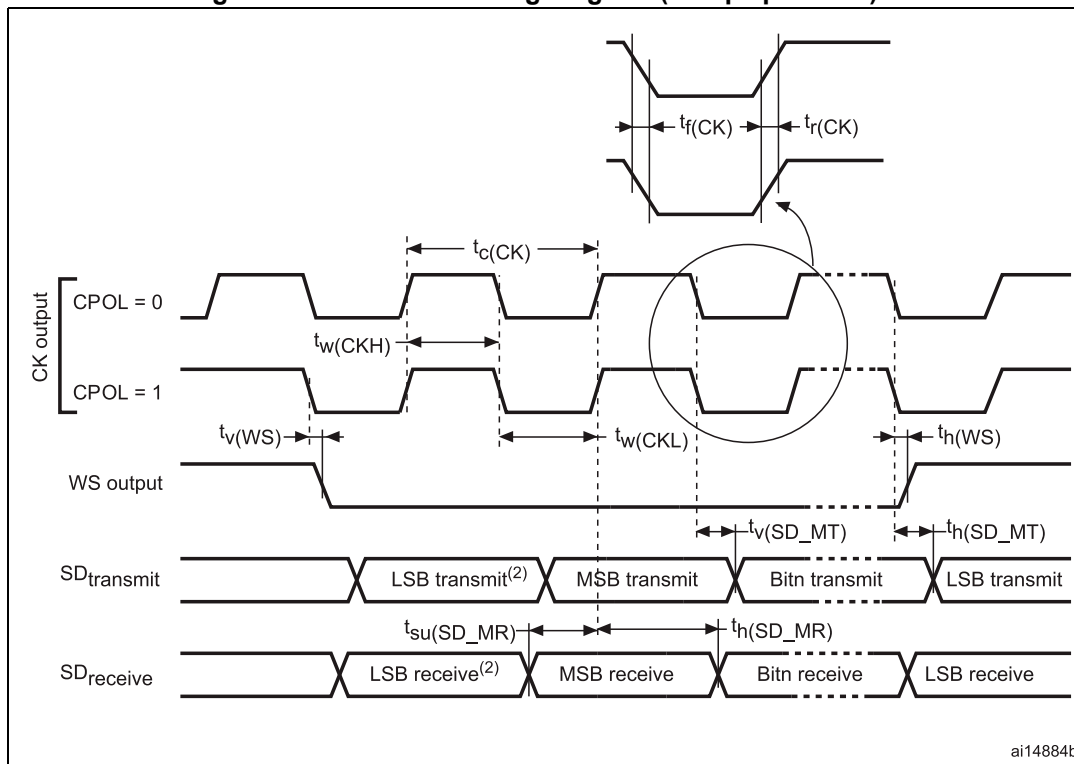 tf(CK)
tr(CK)
tc(CK)
CK output
CPOL = 0
tw(CKH)
CPOL = 1
tv(WS)
tw(CKL)
th(WS)
WS output
tv(SD_MT)
th(SD_MT)
SDtransmit
LSB transmit(2)
MSB transmit
Bitn transmit
LSB transmit
tsu(SD_MR)
th(SD_MR)
SDreceive
LSB receive(2)
MSB receive
Bitn receive
LSB receive
ai14884b